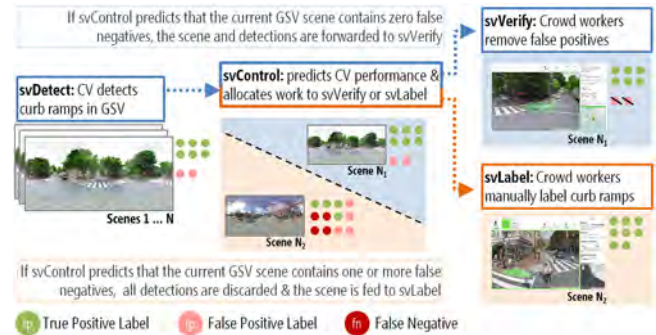 If svControl predicts that the current GSV scene contains zero false
negatives, the scene and detections are forwarded to svVerify
svVerify: Crowd workers
remove false positives
svDetect: CV detects
curb ramps in GSV
svControl: predicts CV performance &
allocates work to svVerify or svLabel
Scene N1
Scene N1
svLabel: Crowd workers
manually label curb ramps
Scenes 1 ... N
Scene N2
Scene N2
If svControl predicts that the current GSV scene contains one or more false
negatives, all detections are discarded & the scene is fed to svLabel
tp True Positive Label
fp False Positive Label
fn False Negative